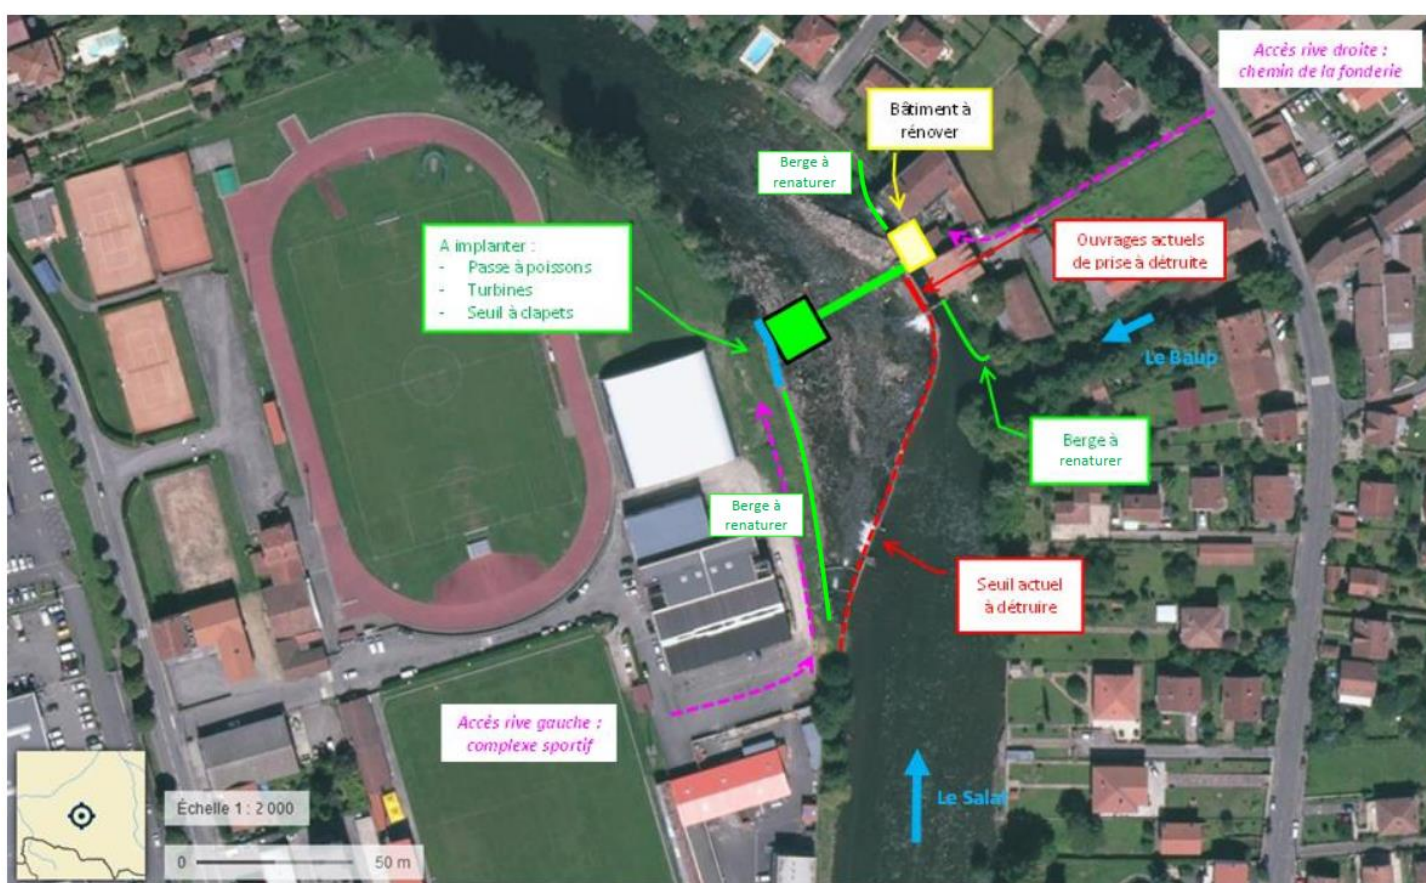 Accès rive droite :
chemin de la fonderie
Bâtiment à
rénover
Berge à
renaturer
A implanter :
- Passe à poissons
- Turbines
- Seuil à clapets
Ouvrages actuels
de prise à détruite
Le Baup
Berge à
renaturer
Berge à
renaturer
Seuil actuel
à détruire
Accès rive gauche :
complexe sportif
Le Salat
Échelle 1 : 2 000
0 50 m